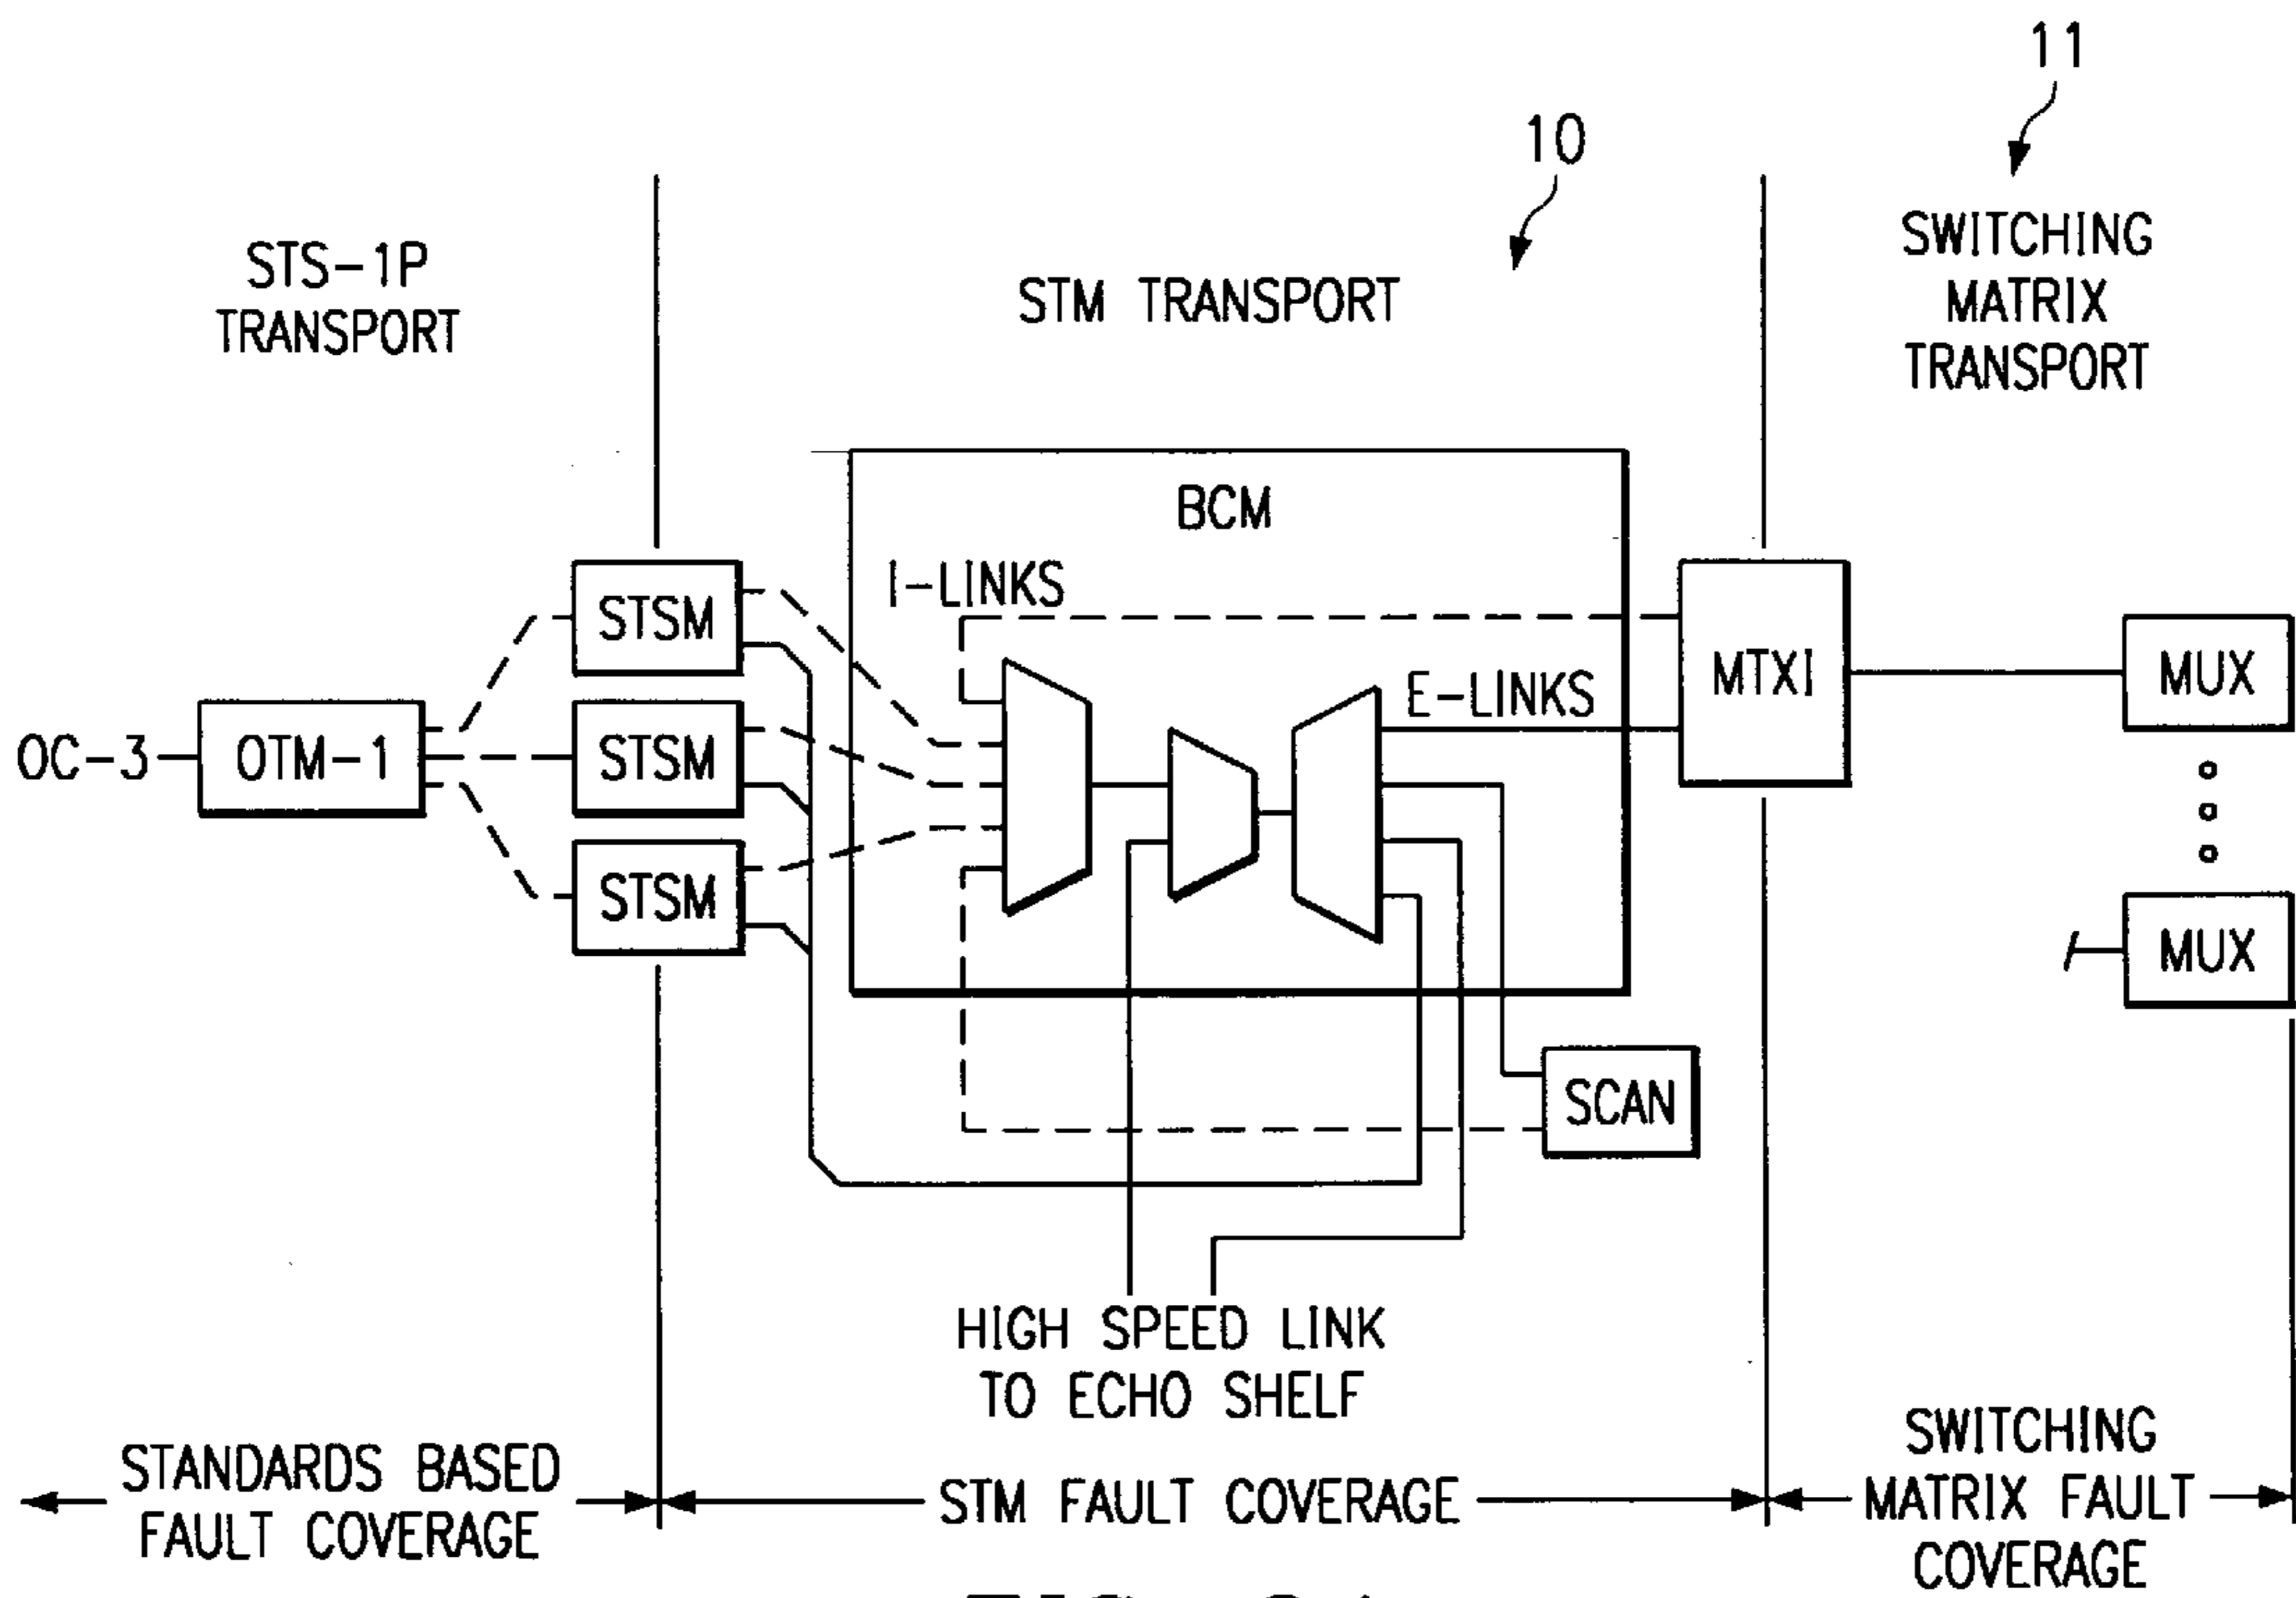 11
10
STS-1P
TRANSPORT
STM TRANSPORT
SWITCHING
MATRIX
TRANSPORT
BCM
I-LINKS
STSM
MTXI
E-LINKS
MUX
OC-3
OTM-1
STSM
STSM
MUX
SCAN
HIGH SPEED LINK
TO ECHO SHELF
STANDARDS BASED
FAULT COVERAGE
STM FAULT COVERAGE
SWITCHING
MATRIX FAULT
COVERAGE